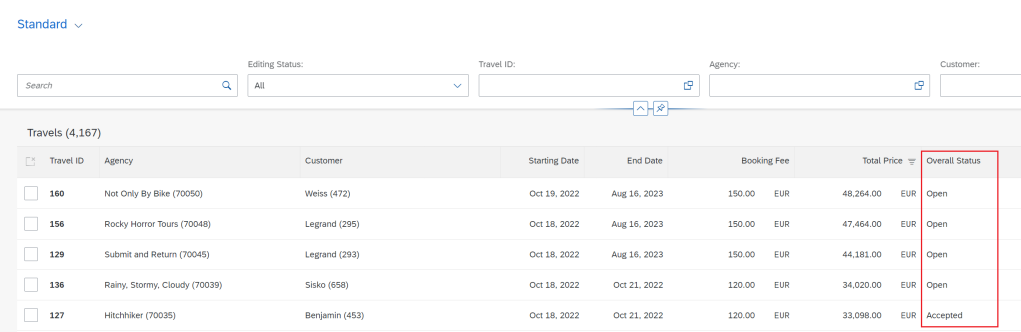 Standard
Editing Status: Travel ID: Agency: Customer:
Search All
Travels (4,167)
Travel ID Agency Customer Starting Date End Date Booking Fee Total Price Overall Status
160 Not Only By Bike (70050) Weiss (472) Oct 19, 2022 Aug 16, 2023 150.00 EUR 48,264.00 EUR Open
156 Rocky Horror Tours (70048) Legrand (295) Oct 18, 2022 Aug 16, 2023 150.00 EUR 47,464.00 EUR Open
129 Submit and Return (70045) Legrand (293) Oct 18, 2022 Aug 16, 2023 150.00 EUR 44,181.00 EUR Open
136 Rainy, Stormy, Cloudy (70039) Sisko (658) Oct 18, 2022 Oct 21, 2022 120.00 EUR 34,020.00 EUR Open
127 Hitchhiker (70035) Benjamin (453) Oct 18, 2022 Oct 21, 2022 120.00 EUR 33,098.00 EUR Accepted